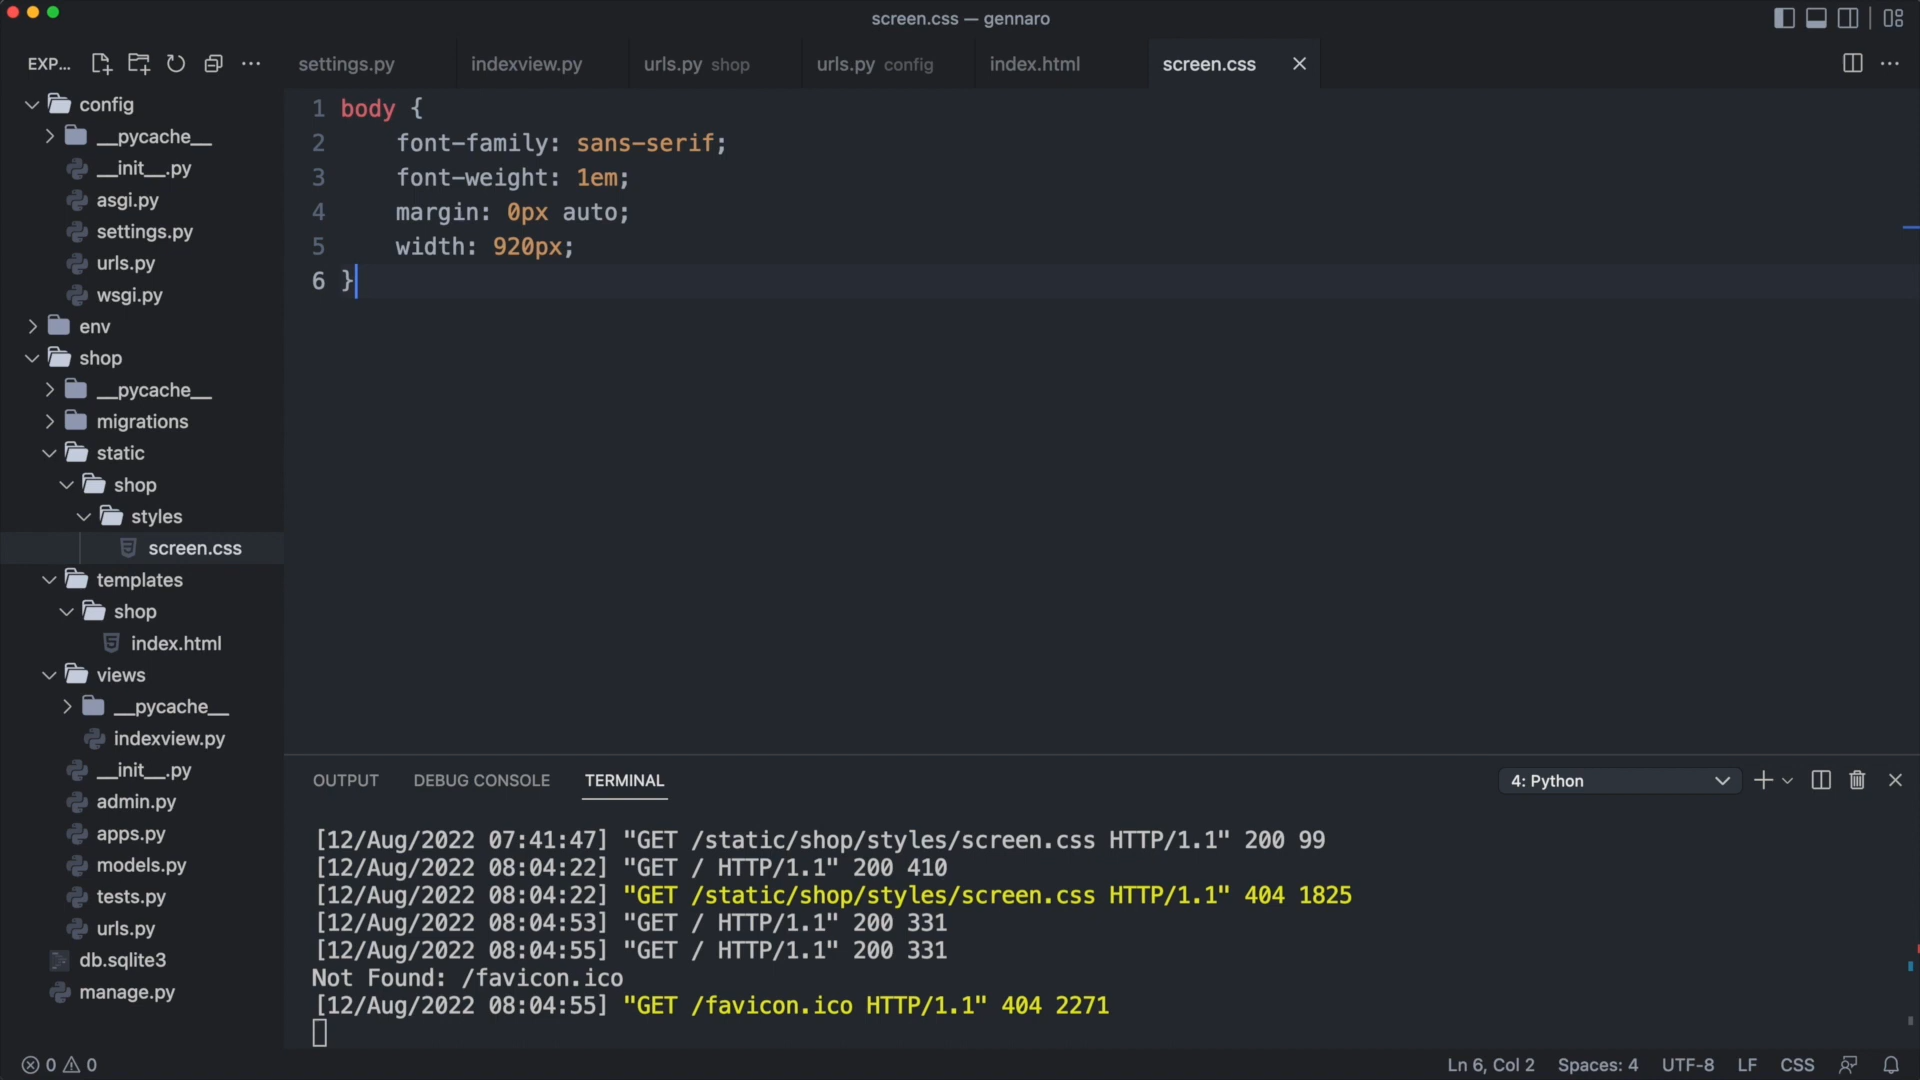 screen.css — gennaro
EXP...
settings.py
indexview.py
urls.py shop
urls.py config
index.html
screen.css
config
__pycache__
__init__.py
asgi.py
settings.py
urls.py
wsgi.py
env
shop
__pycache__
migrations
static
shop
styles
screen.css
templates
shop
index.html
views
__pycache__
indexview.py
__init__.py
admin.py
apps.py
models.py
tests.py
urls.py
db.sqlite3
manage.py
1 body {
2     font-family: sans-serif;
3     font-weight: 1em;
4     margin: 0px auto;
5     width: 920px;
6 }
OUTPUT
DEBUG CONSOLE
TERMINAL
4: Python
[12/Aug/2022 07:41:47] "GET /static/shop/styles/screen.css HTTP/1.1" 200 99
[12/Aug/2022 08:04:22] "GET / HTTP/1.1" 200 410
[12/Aug/2022 08:04:22] "GET /static/shop/styles/screen.css HTTP/1.1" 404 1825
[12/Aug/2022 08:04:53] "GET / HTTP/1.1" 200 331
[12/Aug/2022 08:04:55] "GET / HTTP/1.1" 200 331
Not Found: /favicon.ico
[12/Aug/2022 08:04:55] "GET /favicon.ico HTTP/1.1" 404 2271
0
0
Ln 6, Col 2
Spaces: 4
UTF-8
LF
CSS